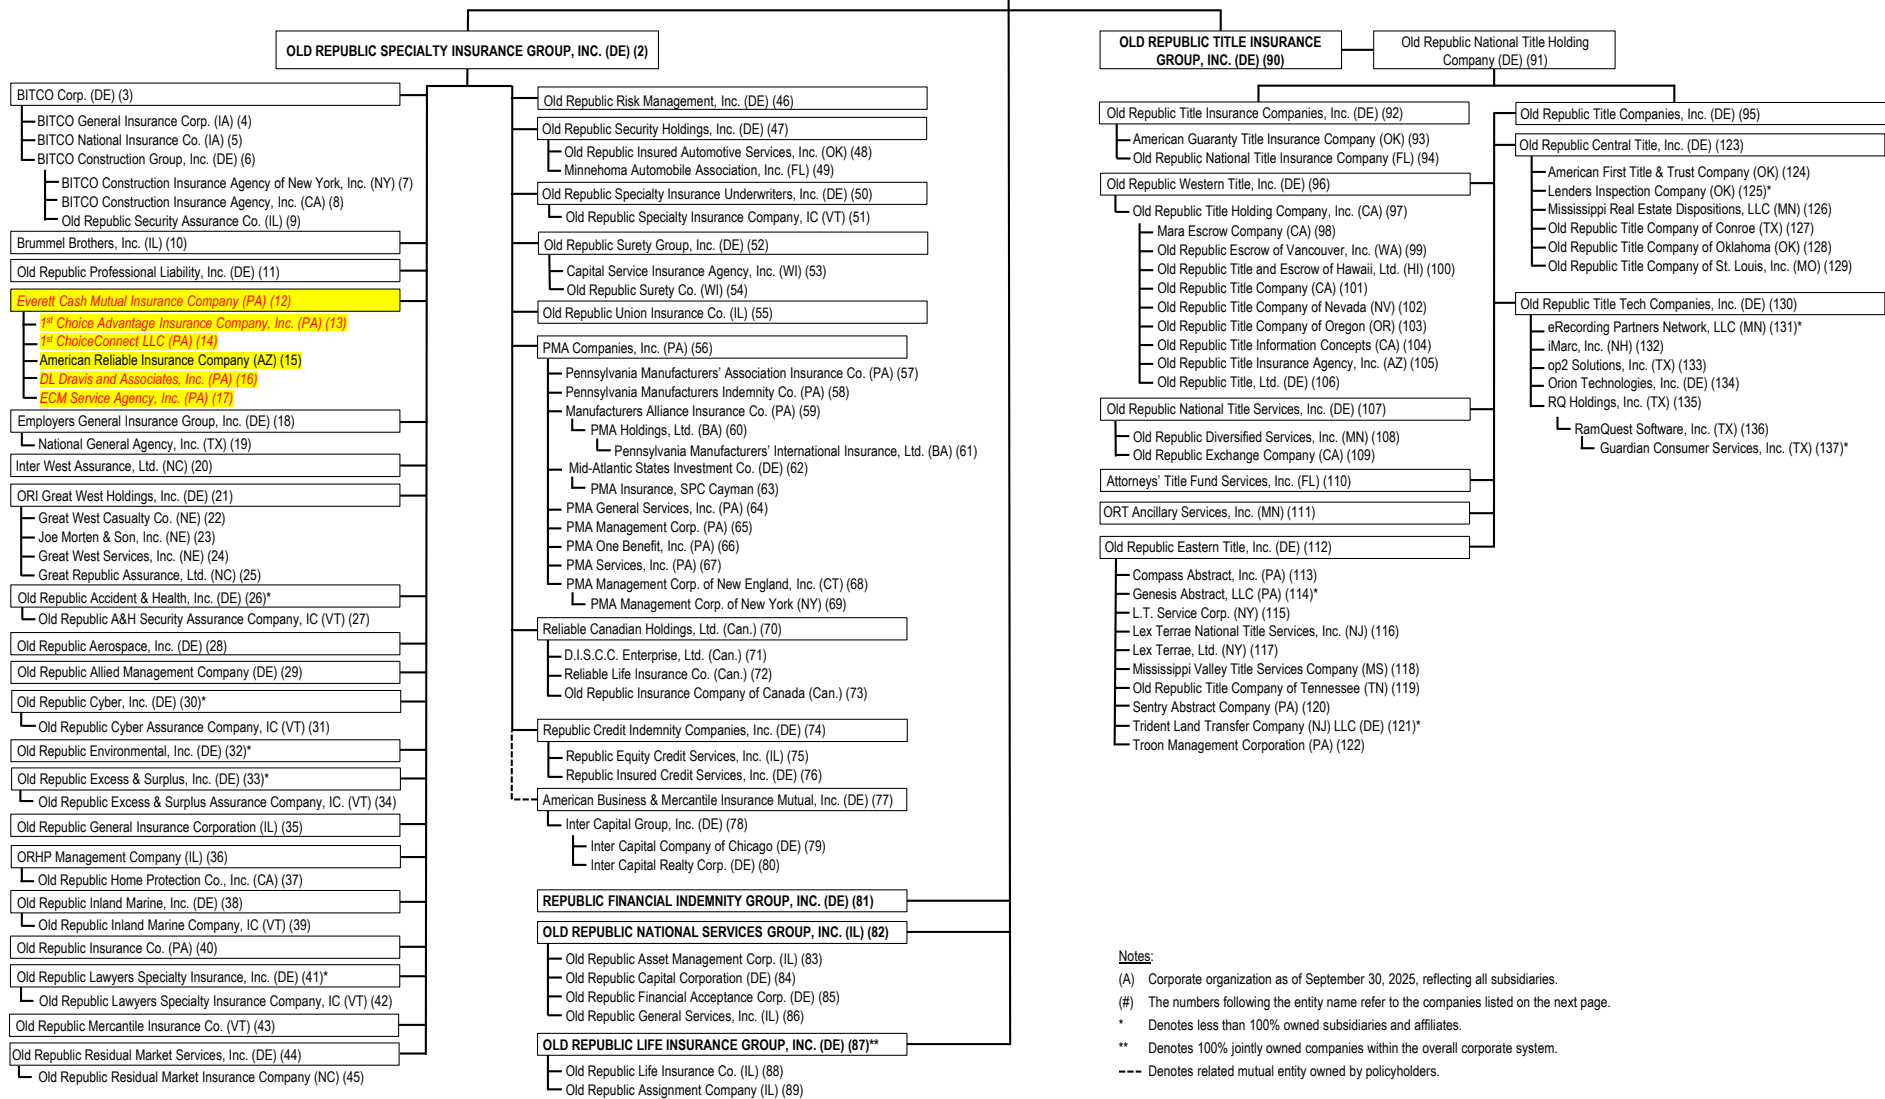 OLD REPUBLIC SPECIALTY INSURANCE GROUP, INC. (DE) (2)
BITCO Corp. (DE) (3)
BITCO General Insurance Corp. (IA) (4)
BITCO National Insurance Co. (IA) (5)
BITCO Construction Group, Inc. (DE) (6)
BITCO Construction Insurance Agency of New York, Inc. (NY) (7)
BITCO Construction Insurance Agency, Inc. (CA) (8)
Old Republic Security Assurance Co. (IL) (9)
Brummel Brothers, Inc. (IL) (10)
Old Republic Professional Liability, Inc. (DE) (11)
Everett Cash Mutual Insurance Company (PA) (12)
1st Choice Advantage Insurance Company, Inc. (PA) (13)
1st ChoiceConnect LLC (PA) (14)
American Reliable Insurance Company (AZ) (15)
DL Dravis and Associates, Inc. (PA) (16)
ECM Service Agency, Inc. (PA) (17)
Employers General Insurance Group, Inc. (DE) (18)
National General Agency, Inc. (TX) (19)
Inter West Assurance, Ltd. (NC) (20)
ORI Great West Holdings, Inc. (DE) (21)
Great West Casualty Co. (NE) (22)
Joe Morten & Son, Inc. (NE) (23)
Great West Services, Inc. (NE) (24)
Great Republic Assurance, Ltd. (NC) (25)
Old Republic Accident & Health, Inc. (DE) (26)*
Old Republic A&H Security Assurance Company, IC (VT) (27)
Old Republic Aerospace, Inc. (DE) (28)
Old Republic Allied Management Company (DE) (29)
Old Republic Cyber, Inc. (DE) (30)*
Old Republic Cyber Assurance Company, IC (VT) (31)
Old Republic Environmental, Inc. (DE) (32)*
Old Republic Excess & Surplus, Inc. (DE) (33)*
Old Republic Excess & Surplus Assurance Company, IC. (VT) (34)
Old Republic General Insurance Corporation (IL) (35)
ORHP Management Company (IL) (36)
Old Republic Home Protection Co., Inc. (CA) (37)
Old Republic Inland Marine, Inc. (DE) (38)
Old Republic Inland Marine Company, IC (VT) (39)
Old Republic Insurance Co. (PA) (40)
Old Republic Lawyers Specialty Insurance, Inc. (DE) (41)*
Old Republic Lawyers Specialty Insurance Company, IC (VT) (42)
Old Republic Mercantile Insurance Co. (VT) (43)
Old Republic Residual Market Services, Inc. (DE) (44)
Old Republic Residual Market Insurance Company (NC) (45)
Old Republic Risk Management, Inc. (DE) (46)
Old Republic Security Holdings, Inc. (DE) (47)
Old Republic Insured Automotive Services, Inc. (OK) (48)
Minnehoma Automobile Association, Inc. (FL) (49)
Old Republic Specialty Insurance Underwriters, Inc. (DE) (50)
Old Republic Specialty Insurance Company, IC (VT) (51)
Old Republic Surety Group, Inc. (DE) (52)
Capital Service Insurance Agency, Inc. (WI) (53)
Old Republic Surety Co. (WI) (54)
Old Republic Union Insurance Co. (IL) (55)
PMA Companies, Inc. (PA) (56)
Pennsylvania Manufacturers' Association Insurance Co. (PA) (57)
Pennsylvania Manufacturers Indemnity Co. (PA) (58)
Manufacturers Alliance Insurance Co. (PA) (59)
PMA Holdings, Ltd. (BA) (60)
Pennsylvania Manufacturers' International Insurance, Ltd. (BA) (61)
Mid-Atlantic States Investment Co. (DE) (62)
PMA Insurance, SPC Cayman (63)
PMA General Services, Inc. (PA) (64)
PMA Management Corp. (PA) (65)
PMA One Benefit, Inc. (PA) (66)
PMA Services, Inc. (PA) (67)
PMA Management Corp. of New England, Inc. (CT) (68)
PMA Management Corp. of New York (NY) (69)
Reliable Canadian Holdings, Ltd. (Can.) (70)
D.I.S.C.C. Enterprise, Ltd. (Can.) (71)
Reliable Life Insurance Co. (Can.) (72)
Old Republic Insurance Company of Canada (Can.) (73)
Republic Credit Indemnity Companies, Inc. (DE) (74)
Republic Equity Credit Services, Inc. (IL) (75)
Republic Insured Credit Services, Inc. (DE) (76)
American Business & Mercantile Insurance Mutual, Inc. (DE) (77)
Inter Capital Group, Inc. (DE) (78)
Inter Capital Company of Chicago (DE) (79)
Inter Capital Realty Corp. (DE) (80)
REPUBLIC FINANCIAL INDEMNITY GROUP, INC. (DE) (81)
OLD REPUBLIC NATIONAL SERVICES GROUP, INC. (IL) (82)
Old Republic Asset Management Corp. (IL) (83)
Old Republic Capital Corporation (DE) (84)
Old Republic Financial Acceptance Corp. (DE) (85)
Old Republic General Services, Inc. (IL) (86)
OLD REPUBLIC LIFE INSURANCE GROUP, INC. (DE) (87)**
Old Republic Life Insurance Co. (IL) (88)
Old Republic Assignment Company (IL) (89)
OLD REPUBLIC TITLE INSURANCE
GROUP, INC. (DE) (90)
Old Republic National Title Holding
Company (DE) (91)
Old Republic Title Insurance Companies, Inc. (DE) (92)
American Guaranty Title Insurance Company (OK) (93)
Old Republic National Title Insurance Company (FL) (94)
Old Republic Western Title, Inc. (DE) (96)
Old Republic Title Holding Company, Inc. (CA) (97)
Mara Escrow Company (CA) (98)
Old Republic Escrow of Vancouver, Inc. (WA) (99)
Old Republic Title and Escrow of Hawaii, Ltd. (HI) (100)
Old Republic Title Company (CA) (101)
Old Republic Title Company of Nevada (NV) (102)
Old Republic Title Company of Oregon (OR) (103)
Old Republic Title Information Concepts (CA) (104)
Old Republic Title Insurance Agency, Inc. (AZ) (105)
Old Republic Title, Ltd. (DE) (106)
Old Republic National Title Services, Inc. (DE) (107)
Old Republic Diversified Services, Inc. (MN) (108)
Old Republic Exchange Company (CA) (109)
Attorneys' Title Fund Services, Inc. (FL) (110)
ORT Ancillary Services, Inc. (MN) (111)
Old Republic Eastern Title, Inc. (DE) (112)
Compass Abstract, Inc. (PA) (113)
Genesis Abstract, LLC (PA) (114)*
L.T. Service Corp. (NY) (115)
Lex Terrae National Title Services, Inc. (NJ) (116)
Lex Terrae, Ltd. (NY) (117)
Mississippi Valley Title Services Company (MS) (118)
Old Republic Title Company of Tennessee (TN) (119)
Sentry Abstract Company (PA) (120)
Trident Land Transfer Company (NJ) LLC (DE) (121)*
Troon Management Corporation (PA) (122)
Old Republic Title Companies, Inc. (DE) (95)
Old Republic Central Title, Inc. (DE) (123)
American First Title & Trust Company (OK) (124)
Lenders Inspection Company (OK) (125)*
Mississippi Real Estate Dispositions, LLC (MN) (126)
Old Republic Title Company of Conroe (TX) (127)
Old Republic Title Company of Oklahoma (OK) (128)
Old Republic Title Company of St. Louis, Inc. (MO) (129)
Old Republic Title Tech Companies, Inc. (DE) (130)
eRecording Partners Network, LLC (MN) (131)*
iMarc, Inc. (NH) (132)
op2 Solutions, Inc. (TX) (133)
Orion Technologies, Inc. (DE) (134)
RQ Holdings, Inc. (TX) (135)
RamQuest Software, Inc. (TX) (136)
Guardian Consumer Services, Inc. (TX) (137)*
Notes:
(A) Corporate organization as of September 30, 2025, reflecting all subsidiaries.
(#) The numbers following the entity name refer to the companies listed on the next page.
* Denotes less than 100% owned subsidiaries and affiliates.
** Denotes 100% jointly owned companies within the overall corporate system.
--- Denotes related mutual entity owned by policyholders.